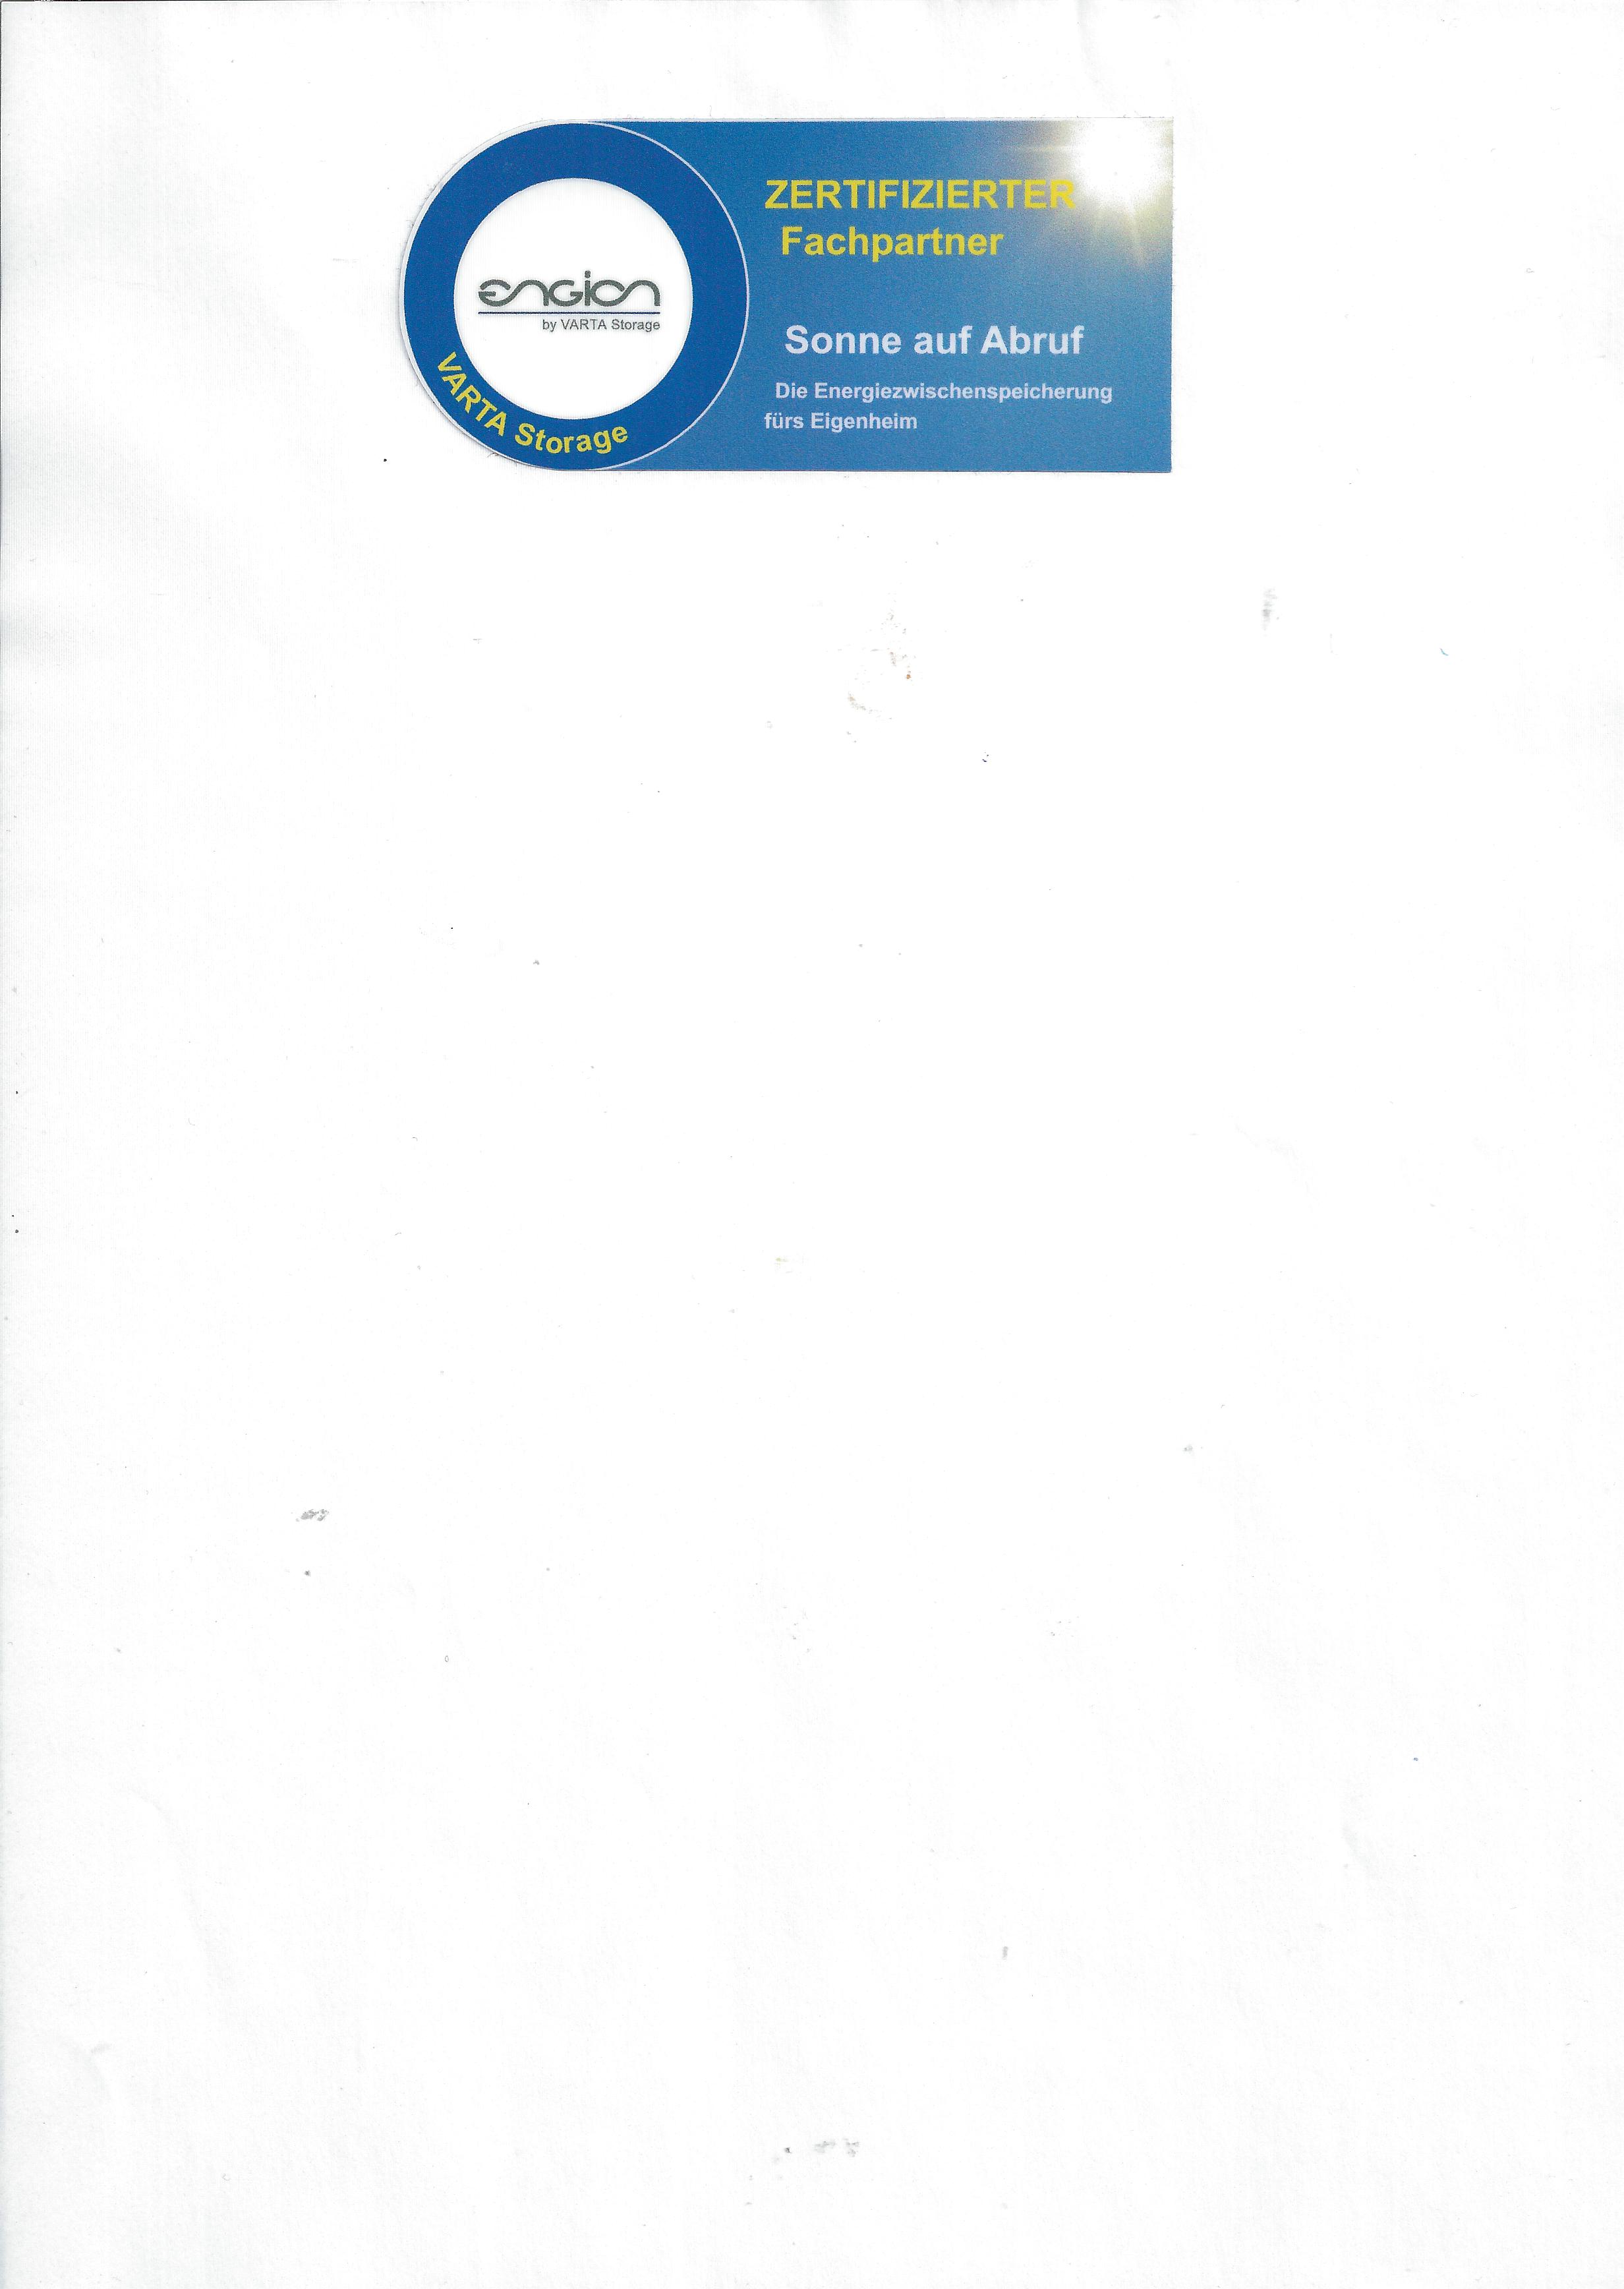 engion
by VARTA Storage
VARTA Storage
ZERTIFIZIERTER
Fachpartner
Sonne auf Abruf
Die Energiezwischenspeicherung
fürs Eigenheim